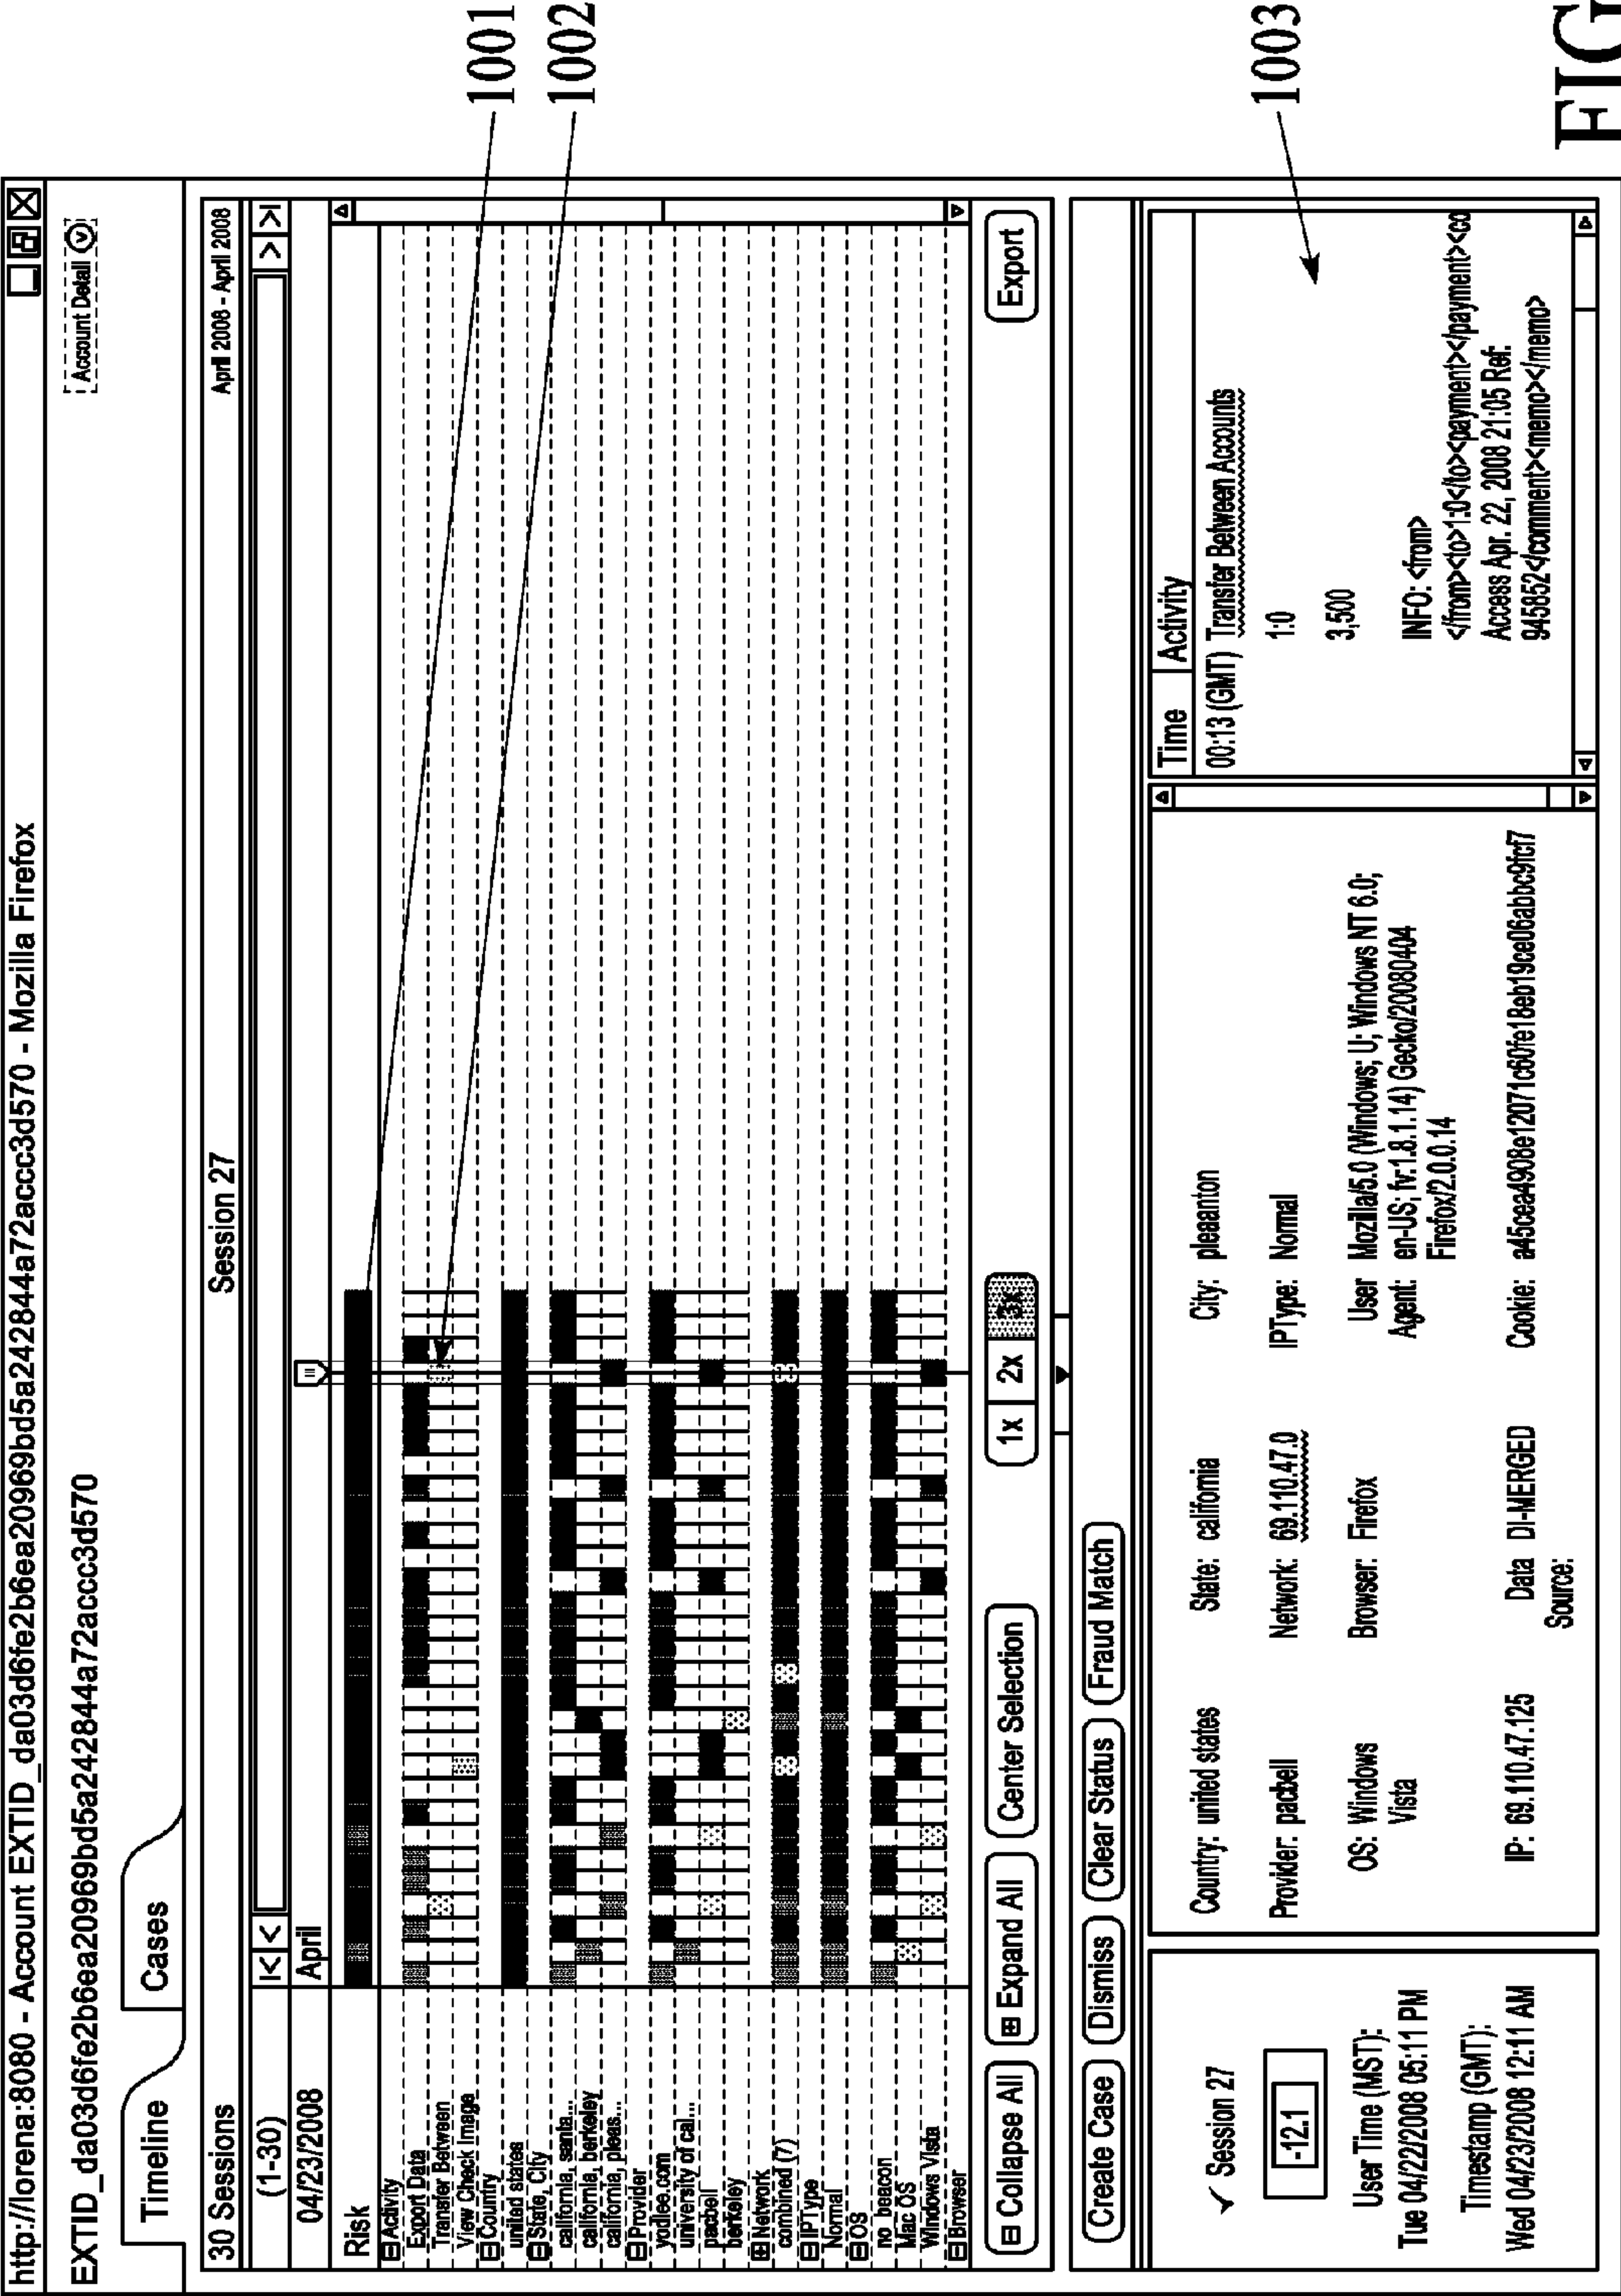 http://lorena:8080 - Account EXTID_da03d6fe2b6ea20969bd5a242844a72accc3d570 - Mozilla Firefox
EXTID_da03d6fe2b6ea20969bd5a242844a72accc3d570
Account Detail
Timeline
Cases
30 Sessions
Session 27
April 2008 - April 2008
(1-30)
04/23/2008
April
Risk
Activity
Export Data
Transfer Between
View Check Image
Country
united states
State, City
california, santa...
california, berkeley
california, pleas...
Provider
yodlee.com
university of cal...
pacbell
berkeley
Network
combined (7)
IPType
Normal
OS
no beacon
Mac OS
Windows Vista
Browser
Collapse All
Expand All
Center Selection
1x
2x
3x
Export
Create Case
Dismiss
Clear Status
Fraud Match
✓ Session 27
-12.1
User Time (MST):
Tue 04/22/2008 05:11 PM
Timestamp (GMT):
Wed 04/23/2008 12:11 AM
Country: united states
State: california
City: pleaanton
Provider: pacbell
Network: 69.110.47.0
IPType: Normal
OS: Windows
Vista
Browser: Firefox
User Mozilla/5.0 (Windows; U; Windows NT 6.0;
Agent: en-US; fv:1.8.1.14) Gecko/20080404
Firefox/2.0.0.14
IP: 69.110.47.125
Data DI-MERGED
Source:
Cookie: a45cea4908e12071c60fe18eb19ce06abbc9fcf7
Time
Activity
00:13 (GMT) Transfer Between Accounts
1:0
3,500
INFO: <from>
</from><to>1:0</to><payment></payment><co
Access Apr. 22, 2008 21:05 Ref:
945852</comment><memo></memo>
1001
1002
1003
FIG